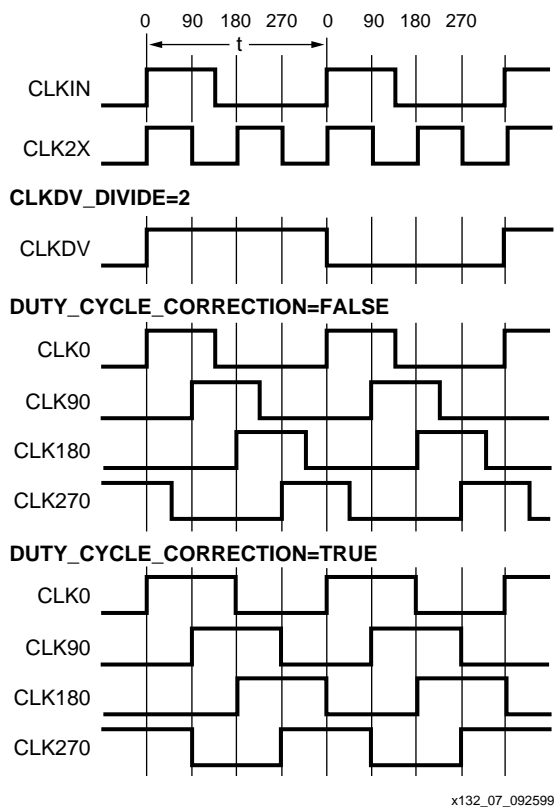 0 90 180 270 0 90 180 270
t
CLKIN
CLK2X
CLKDV_DIVIDE=2
CLKDV
DUTY_CYCLE_CORRECTION=FALSE
CLK0
CLK90
CLK180
CLK270
DUTY_CYCLE_CORRECTION=TRUE
CLK0
CLK90
CLK180
CLK270
x132_07_092599